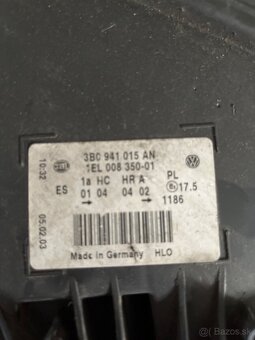 HELLA
3B0 941 015 AN
1EL 008 350-01
10:32
1a HC HR A
PL
ES
01 04 04 02
17.5
1186
05.02.03
Made in Germany HLO
bazos.sk